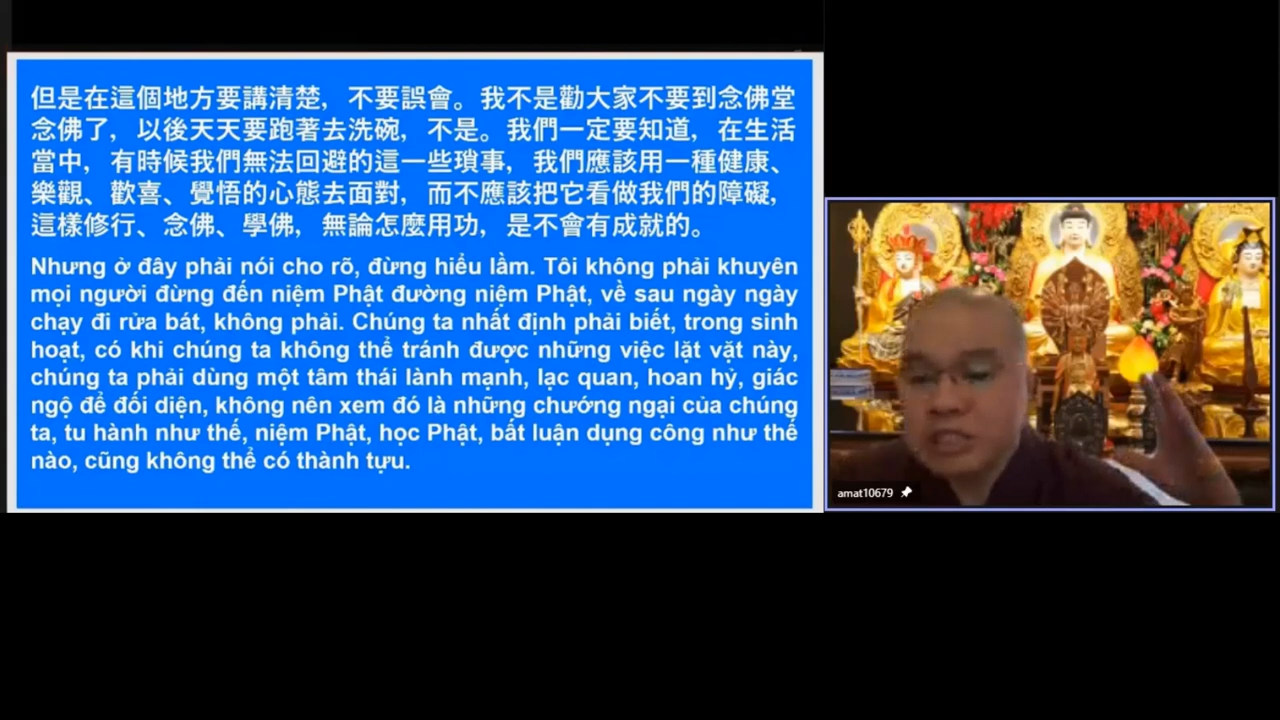 但是在這個地方要講清楚，不要誤會。我不是勸大家不要到念佛堂
念佛了，以後天天要跑著去洗碗，不是。我們一定要知道，在生活
當中，有時候我們無法回避的這一些瑣事，我們應該用一種健康、
樂觀、歡喜、覺悟的心態去面對，而不應該把它看做我們的障礙，
這樣修行、念佛、學佛，無論怎麼用功，是不會有成就的。
Nhưng ở đây phải nói cho rõ, đừng hiểu lầm. Tôi không phải khuyên
mọi người đừng đến niệm Phật đường niệm Phật, về sau ngày ngày
chạy đi rửa bát, không phải. Chúng ta nhất định phải biết, trong sinh
hoạt, có khi chúng ta không thể tránh được những việc lặt vặt này,
chúng ta phải dùng một tâm thái lành mạnh, lạc quan, hoan hỷ, giác
ngộ để đối diện, không nên xem đó là những chướng ngại của chúng
ta, tu hành như thế, niệm Phật, học Phật, bất luận dụng công như thế
nào, cũng không thể có thành tựu.
amat10679